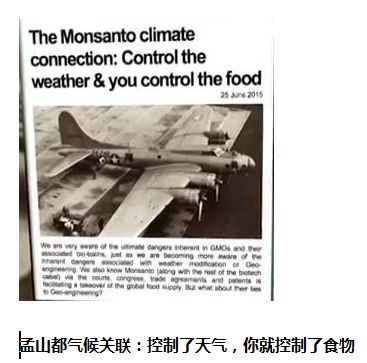 The Monsanto climate
connection: Control the
weather & you control the food
25 June 2015
We are very aware of the ultimate dangers inherent in GMOs and their
associated bio-toxins, just as we are becoming more aware of the
inherent dangers associated with weather modification or Geo-
engineering. We also know Monsanto (along with the rest of the biotech
cabal) via the courts, congress, trade agreements and patents is
facilitating a takeover of the global food supply. But what about their ties
to Geo-engineering?
孟山都气候关联：控制了天气，你就控制了食物